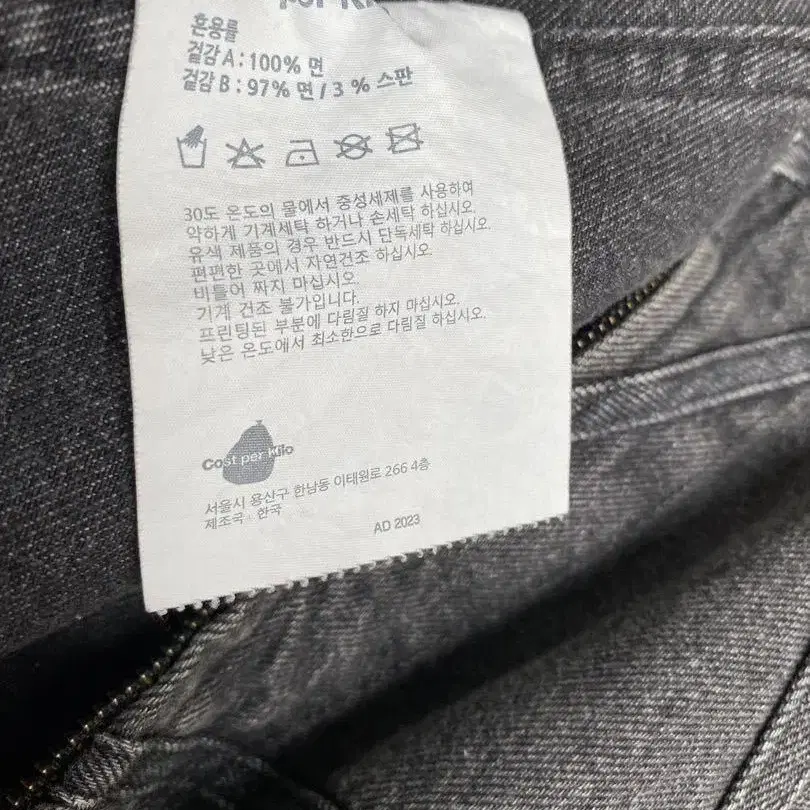 혼용률
겉감 A : 100% 면
겉감 B : 97% 면 / 3 % 스판
30도 온도의 물에서 중성세제를 사용하여
약하게 기계세탁 하거나 손세탁 하십시오.
유색 제품의 경우 반드시 단독세탁 하십시오.
편편한 곳에서 자연건조 하십시오.
비틀어 짜지 마십시오.
기계 건조 불가입니다.
프린팅된 부분에 다림질 하지 마십시오.
낮은 온도에서 최소한으로 다림질 하십시오.
Cost per Kilo
서울시 용산구 한남동 이태원로 266 4층
제조국 : 한국
AD 2023